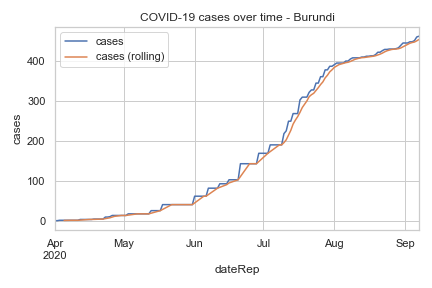 COVID-19 cases over time - Burundi
cases
cases (rolling)
cases
400
300
200
100
0
Apr May Jun Jul Aug Sep
2020
dateRep